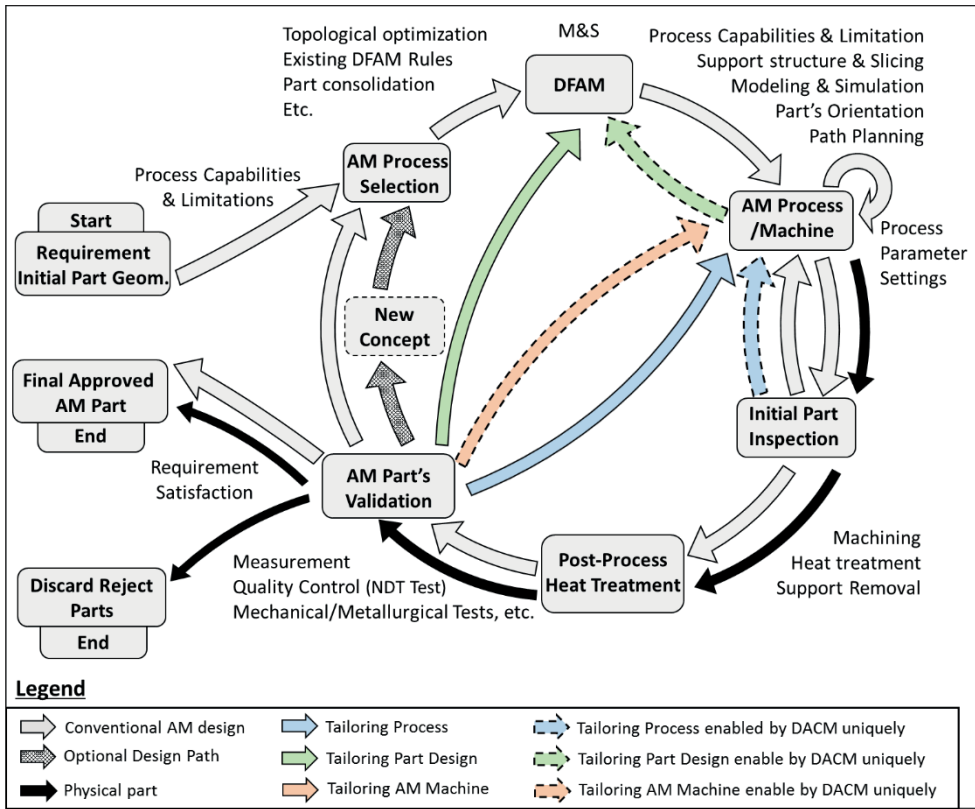 Topological optimization
Existing DFAM Rules
Part consolidation
Etc.
M&S
DFAM
Process Capabilities & Limitation
Support structure & Slicing
Modeling & Simulation
Part's Orientation
Path Planning
AM Process
Selection
Process Capabilities
& Limitations
Start
Requirement
Initial Part Geom.
AM Process
/Machine
Process
Parameter
Settings
New
Concept
Final Approved
AM Part
End
Initial Part
Inspection
Requirement
Satisfaction
AM Part's
Validation
Machining
Heat treatment
Support Removal
Post-Process
Heat Treatment
Measurement
Quality Control (NDT Test)
Mechanical/Metallurgical Tests, etc.
Discard Reject
Parts
End
Legend
Conventional AM design
Optional Design Path
Physical part
Tailoring Process
Tailoring Part Design
Tailoring AM Machine
Tailoring Process enabled by DACM uniquely
Tailoring Part Design enable by DACM uniquely
Tailoring AM Machine enable by DACM uniquely